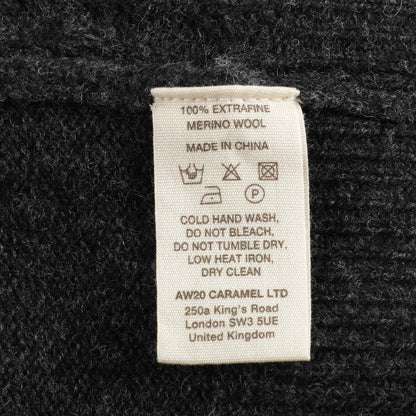 100% EXTRAFINE
MERINO WOOL
MADE IN CHINA
P
COLD HAND WASH,
DO NOT BLEACH,
DO NOT TUMBLE DRY,
LOW HEAT IRON,
DRY CLEAN
AW20 CARAMEL LTD
250a King's Road
London SW3 5UE
United Kingdom